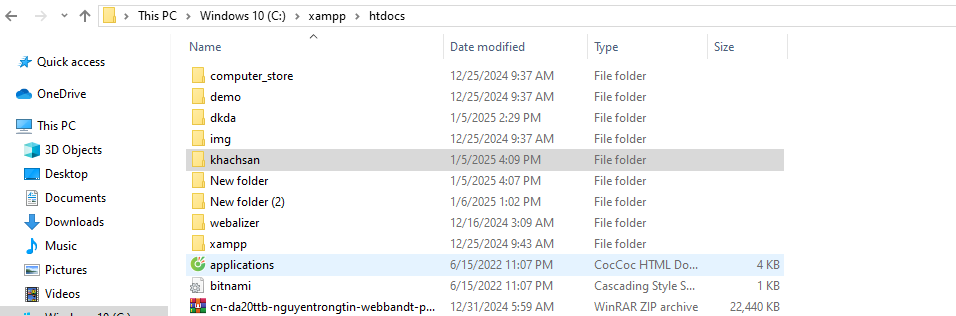 This PC > Windows 10 (C:) > xampp > htdocs
Name Date modified Type Size
Quick access
OneDrive
This PC
3D Objects
Desktop
Documents
Downloads
Music
Pictures
Videos
Windows 10 (C:)
computer_store 12/25/2024 9:37 AM File folder
demo 12/25/2024 9:37 AM File folder
dkda 1/5/2025 2:29 PM File folder
img 12/25/2024 9:37 AM File folder
khachsan 1/5/2025 4:09 PM File folder
New folder 1/5/2025 4:07 PM File folder
New folder (2) 1/6/2025 1:02 PM File folder
webalizer 12/16/2024 3:09 AM File folder
xampp 12/25/2024 9:43 AM File folder
applications 6/15/2022 11:07 PM CocCoc HTML Do... 4 KB
bitnami 6/15/2022 11:07 PM Cascading Style S... 1 KB
cn-da20ttb-nguyentrongtin-webbandt-p... 12/31/2024 5:59 AM WinRAR ZIP archive 22,440 KB